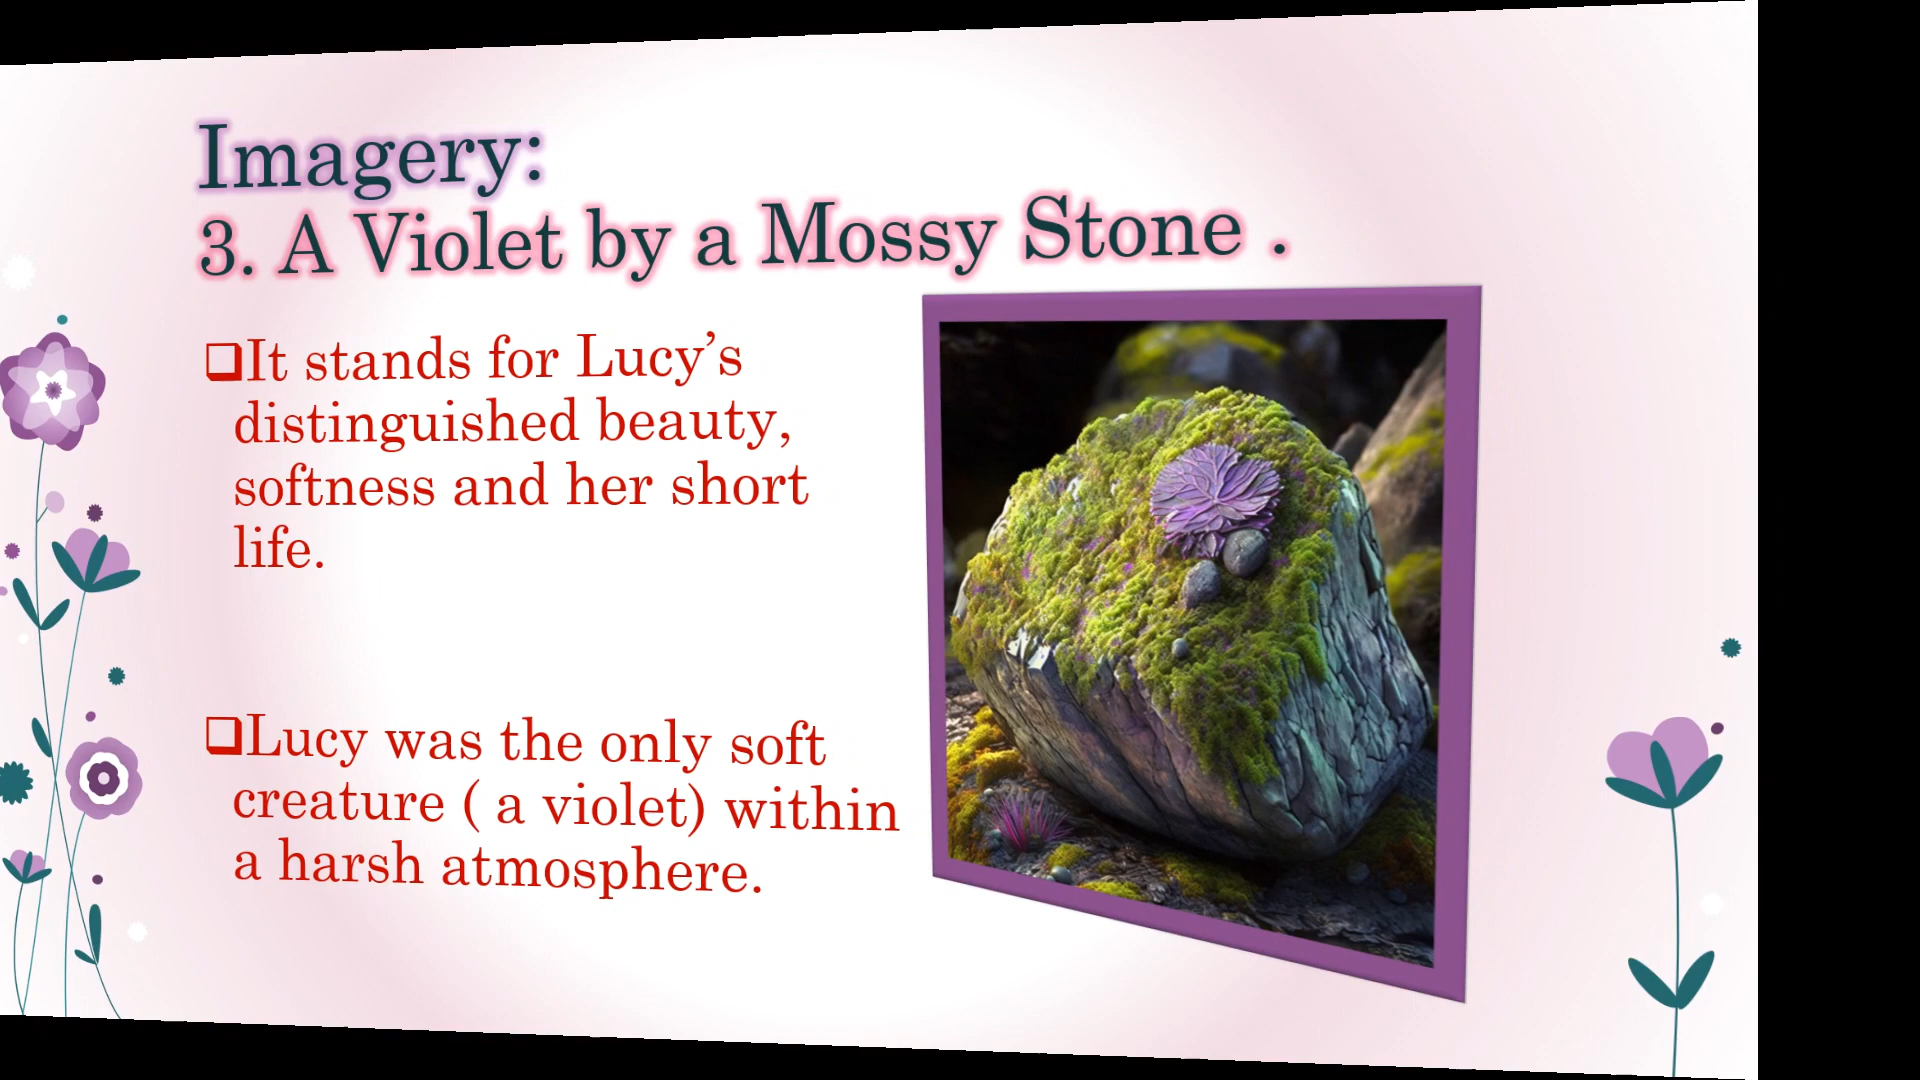 Imagery:
3. A Violet by a Mossy Stone .
❑It stands for Lucy’s
distinguished beauty,
softness and her short
life.
❑Lucy was the only soft
creature ( a violet) within
a harsh atmosphere.